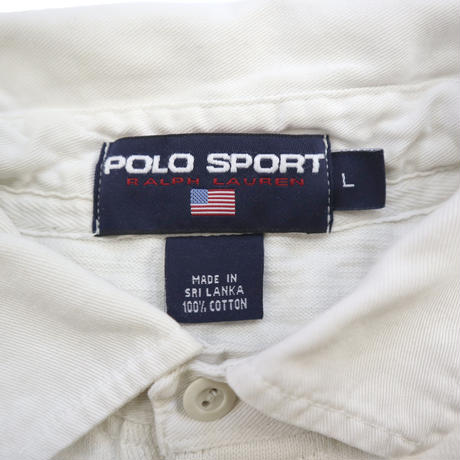 POLO SPORT
RALPH LAUREN
L
MADE IN
SRI LANKA
100% COTTON